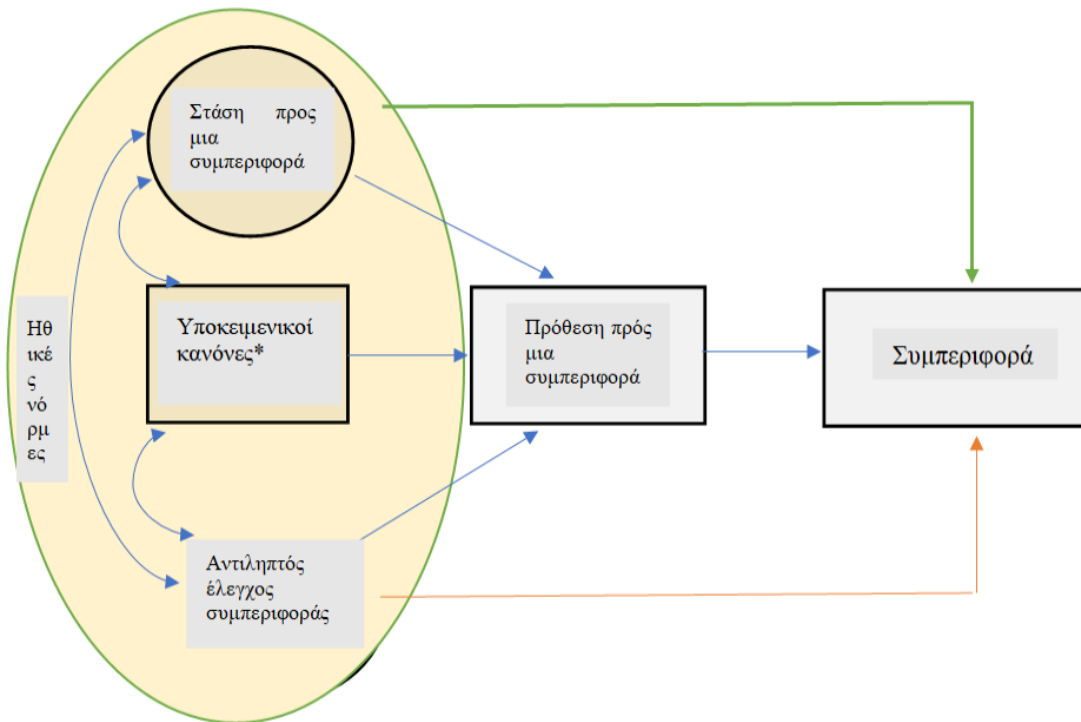 Στάση προς
μια
συμπεριφορά
Υποκειμενικοί
κανόνες*
Ηθ
ικέ
ς
νό
ρμ
ες
Αντιληπτός
έλεγχος
συμπεριφοράς
Πρόθεση πρός
μια
συμπεριφορά
Συμπεριφορά